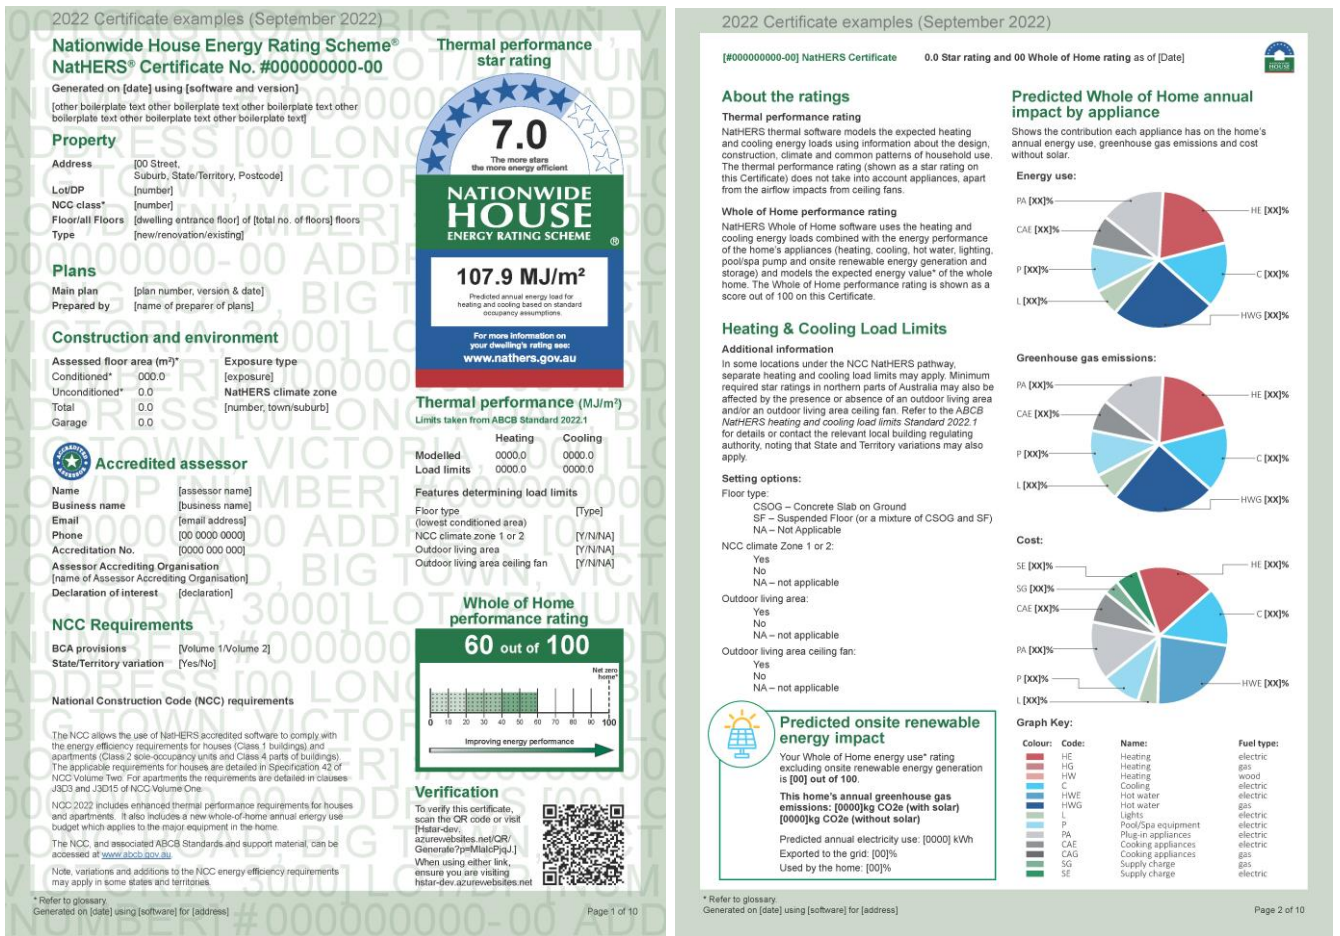 2022 Certificate examples (September 2022)
Nationwide House Energy Rating Scheme®
NatHERS® Certificate No. #000000000-00
Generated on [date] using [software and version]
[other boilerplate text other boilerplate text other boilerplate text other
boilerplate text other boilerplate text other boilerplate text]
Property
Address [00 Street,
Suburb, State/Territory, Postcode]
Lot/DP [number]
NCC class* [number]
Floor/all Floors [dwelling entrance floor] of [total no. of floors] floors
Type [new/renovation/existing]
Plans
Main plan [plan number, version & date]
Prepared by [name of preparer of plans]
Construction and environment
Assessed floor area (m²)* Exposure type
Conditioned* 000.0 [exposure]
Unconditioned* 0.0 NatHERS climate zone
Total 0.0 [number, town/suburb]
Garage 0.0
ACCREDITED ASSESSOR
Accredited assessor
Name [assessor name]
Business name [business name]
Email [email address]
Phone [00 0000 0000]
Accreditation No. [0000 000 000]
Assessor Accrediting Organisation
[name of Assessor Accrediting Organisation]
Declaration of interest [declaration]
NCC Requirements
BCA provisions [Volume 1/Volume 2]
State/Territory variation [Yes/No]
National Construction Code (NCC) requirements
The NCC allows the use of NatHERS accredited software to comply with
the energy efficiency requirements for houses (Class 1 buildings) and
apartments (Class 2 sole-occupancy units and Class 4 parts of buildings).
The applicable requirements for houses are detailed in Specification 42 of
NCC Volume Two. For apartments the requirements are detailed in clauses
J3D3 and J3D15 of NCC Volume One.
NCC 2022 includes enhanced thermal performance requirements for houses
and apartments. It also includes a new whole-of-home annual energy use
budget which applies to the major equipment in the home.
The NCC, and associated ABCB Standards and support material, can be
accessed at www.abcb.gov.au.
Note, variations and additions to the NCC energy efficiency requirements
may apply in some states and territories.
Thermal performance
star rating
7.0
The more stars
the more energy efficient
NATIONWIDE
HOUSE
ENERGY RATING SCHEME
®
107.9 MJ/m²
Predicted annual energy load for
heating and cooling based on standard
occupancy assumptions.
For more information on
your dwelling's rating see:
www.nathers.gov.au
Thermal performance (MJ/m²)
Limits taken from ABCB Standard 2022.1
Heating Cooling
Modelled 0000.0 0000.0
Load limits 0000.0 0000.0
Features determining load limits
Floor type [Type]
(lowest conditioned area)
NCC climate zone 1 or 2 [Y/N/NA]
Outdoor living area [Y/N/NA]
Outdoor living area ceiling fan [Y/N/NA]
Whole of Home
performance rating
60 out of 100
Net zero
home*
0 10 20 30 40 50 60 70 80 90 100
Improving energy performance
Verification
To verify this certificate,
scan the QR code or visit
[Hstar-dev.
azurewebsites.net/QR/
Generate?p=MlalcPjqJ.]
When using either link,
ensure you are visiting
hstar-dev.azurewebsites.net
* Refer to glossary.
Generated on [date] using [software] for [address]
Page 1 of 10
2022 Certificate examples (September 2022)
[#000000000-00] NatHERS Certificate 0.0 Star rating and 00 Whole of Home rating as of [Date]
HOUSE
About the ratings
Thermal performance rating
NatHERS thermal software models the expected heating
and cooling energy loads using information about the design,
construction, climate and common patterns of household use.
The thermal performance rating (shown as a star rating on
this Certificate) does not take into account appliances, apart
from the airflow impacts from ceiling fans.
Whole of Home performance rating
NatHERS Whole of Home software uses the heating and
cooling energy loads combined with the energy performance
of the home's appliances (heating, cooling, hot water, lighting,
pool/spa pump and onsite renewable energy generation and
storage) and models the expected energy value* of the whole
home. The Whole of Home performance rating is shown as a
score out of 100 on this Certificate.
Heating & Cooling Load Limits
Additional information
In some locations under the NCC NatHERS pathway,
separate heating and cooling load limits may apply. Minimum
required star ratings in northern parts of Australia may also be
affected by the presence or absence of an outdoor living area
and/or an outdoor living area ceiling fan. Refer to the ABCB
NatHERS heating and cooling load limits Standard 2022.1
for details or contact the relevant local building regulating
authority, noting that State and Territory variations may also
apply.
Setting options:
Floor type:
CSOG – Concrete Slab on Ground
SF – Suspended Floor (or a mixture of CSOG and SF)
NA – Not Applicable
NCC climate Zone 1 or 2:
Yes
No
NA – not applicable
Outdoor living area:
Yes
No
NA – not applicable
Outdoor living area ceiling fan:
Yes
No
NA – not applicable
Predicted onsite renewable
energy impact
Your Whole of Home energy use* rating
excluding onsite renewable energy generation
is [00] out of 100.
This home's annual greenhouse gas
emissions: [0000]kg CO2e (with solar)
[0000]kg CO2e (without solar)
Predicted annual electricity use: [0000] kWh
Exported to the grid: [00]%
Used by the home: [00]%
Predicted Whole of Home annual
impact by appliance
Shows the contribution each appliance has on the home's
annual energy use, greenhouse gas emissions and cost
without solar.
Energy use:
PA [XX]%
HE [XX]%
CAE [XX]%
P [XX]%
C [XX]%
L [XX]%
HWG [XX]%
Greenhouse gas emissions:
PA [XX]%
HE [XX]%
CAE [XX]%
P [XX]%
C [XX]%
L [XX]%
HWG [XX]%
Cost:
SE [XX]%
HE [XX]%
SG [XX]%
CAE [XX]%
C [XX]%
PA [XX]%
P [XX]%
HWE [XX]%
L [XX]%
Graph Key:
Colour: Code: Name: Fuel type:
HE Heating electric
HG Heating gas
HW Heating wood
C Cooling electric
HWE Hot water electric
HWG Hot water gas
L Lights electric
P Pool/Spa equipment electric
PA Plug-in appliances electric
CAE Cooking appliances electric
CAG Cooking appliances gas
SG Supply charge gas
SE Supply charge electric
* Refer to glossary.
Generated on [date] using [software] for [address]
Page 2 of 10